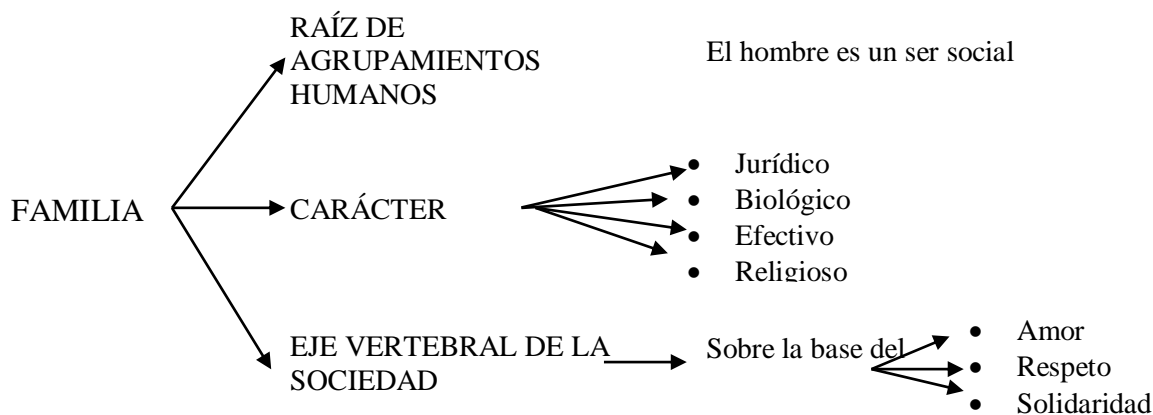 RAÍZ DE
AGRUPAMIENTOS
HUMANOS
El hombre es un ser social
FAMILIA
CARÁCTER
• Jurídico
• Biológico
• Efectivo
• Religioso
EJE VERTEBRAL DE LA
SOCIEDAD
Sobre la base del
• Amor
• Respeto
• Solidaridad